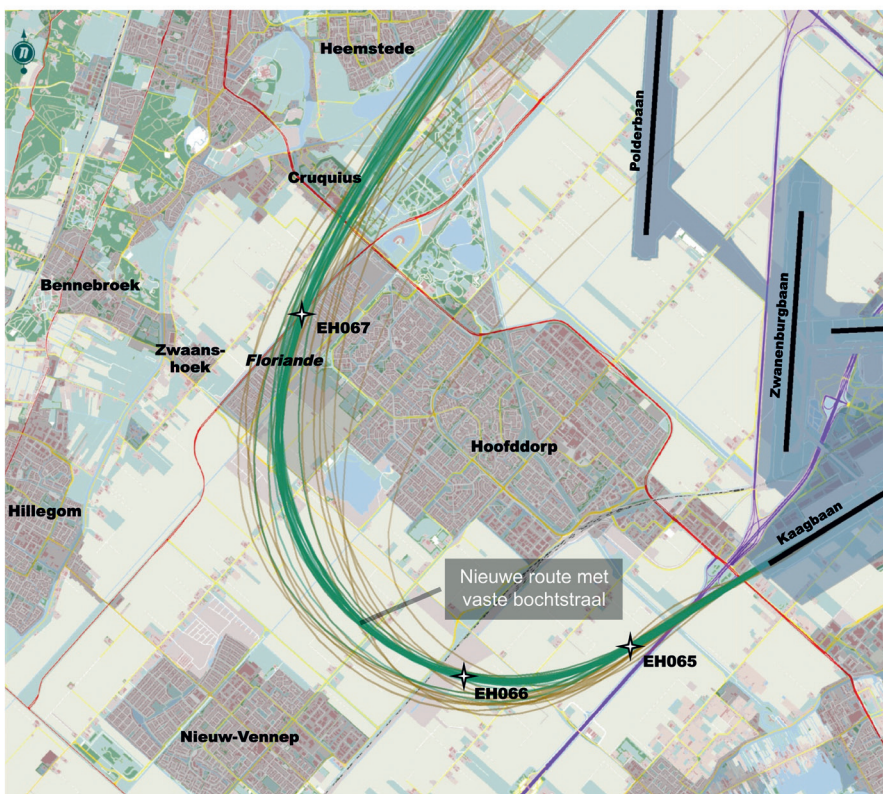 n
Heemstede
Polderbaan
Cruquius
Bennebroek
Zwanenburgbaan
EH067
Zwaans-
hoek
Floriande
Hoofddorp
Hillegom
Kaagbaan
Nieuwe route met
vaste bochtstraal
EH065
EH066
Nieuw-Vennep